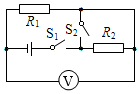 R₁
S₁ S₂ R₂
V